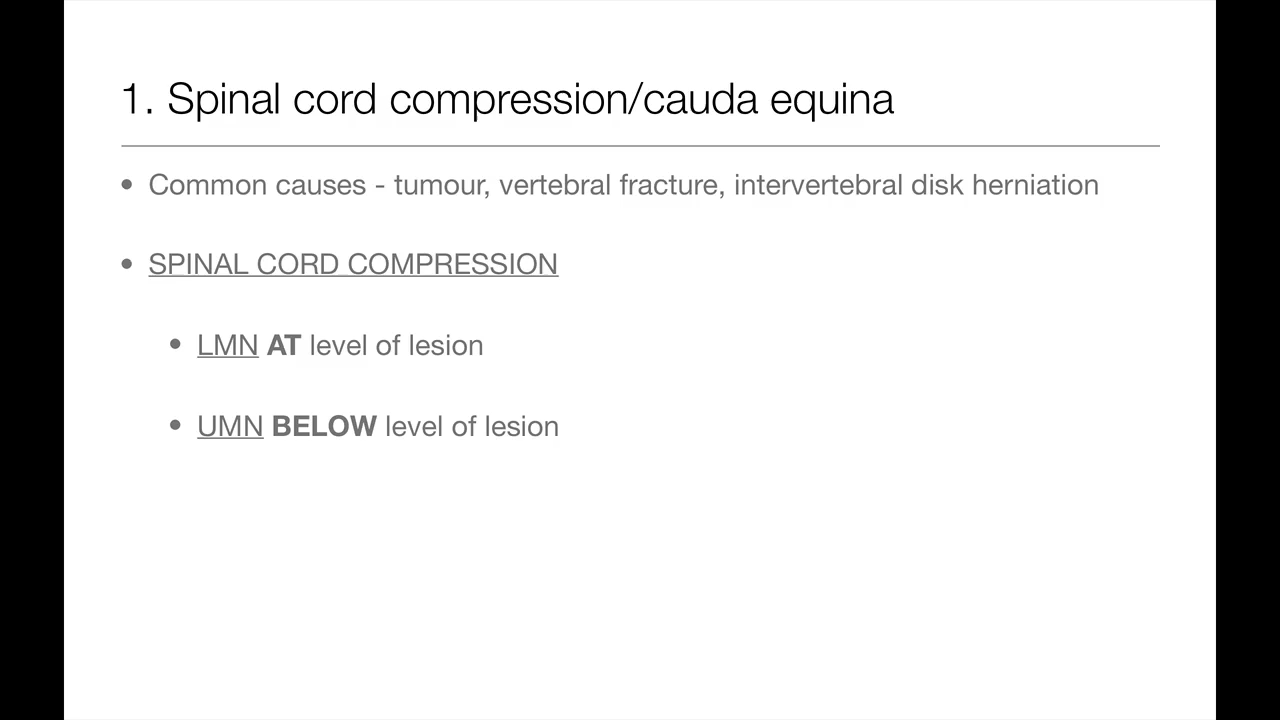 1. Spinal cord compression/cauda equina
• Common causes - tumour, vertebral fracture, intervertebral disk herniation
• SPINAL CORD COMPRESSION
• LMN AT level of lesion
• UMN BELOW level of lesion